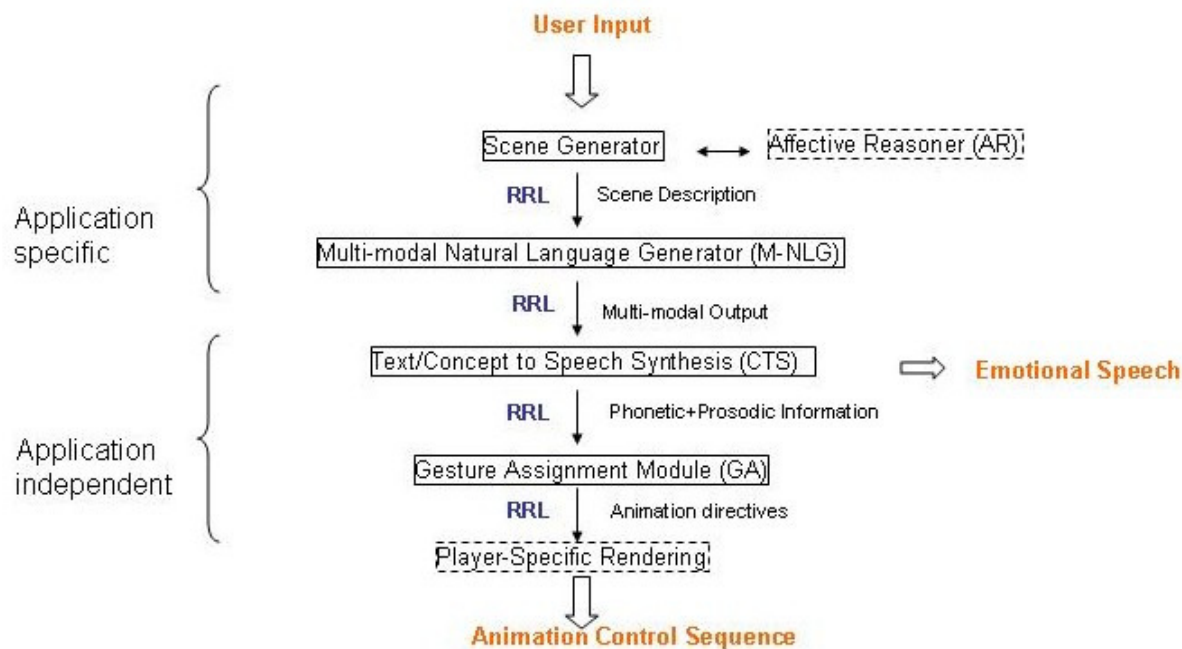 User Input
Scene Generator
Affective Reasoner (AR)
RRL
Scene Description
Application
specific
Multi-modal Natural Language Generator (M-NLG)
RRL
Multi-modal Output
Text/Concept to Speech Synthesis (CTS)
Emotional Speech
RRL
Phonetic+Prosodic Information
Application
independent
Gesture Assignment Module (GA)
RRL
Animation directives
Player-Specific Rendering
Animation Control Sequence